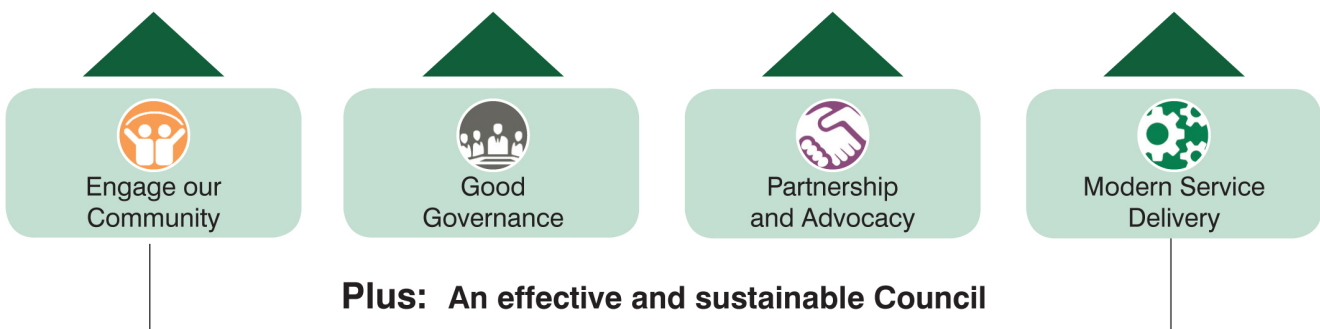 Engage our
Community
Good
Governance
Partnership
and Advocacy
Modern Service
Delivery
Plus: An effective and sustainable Council